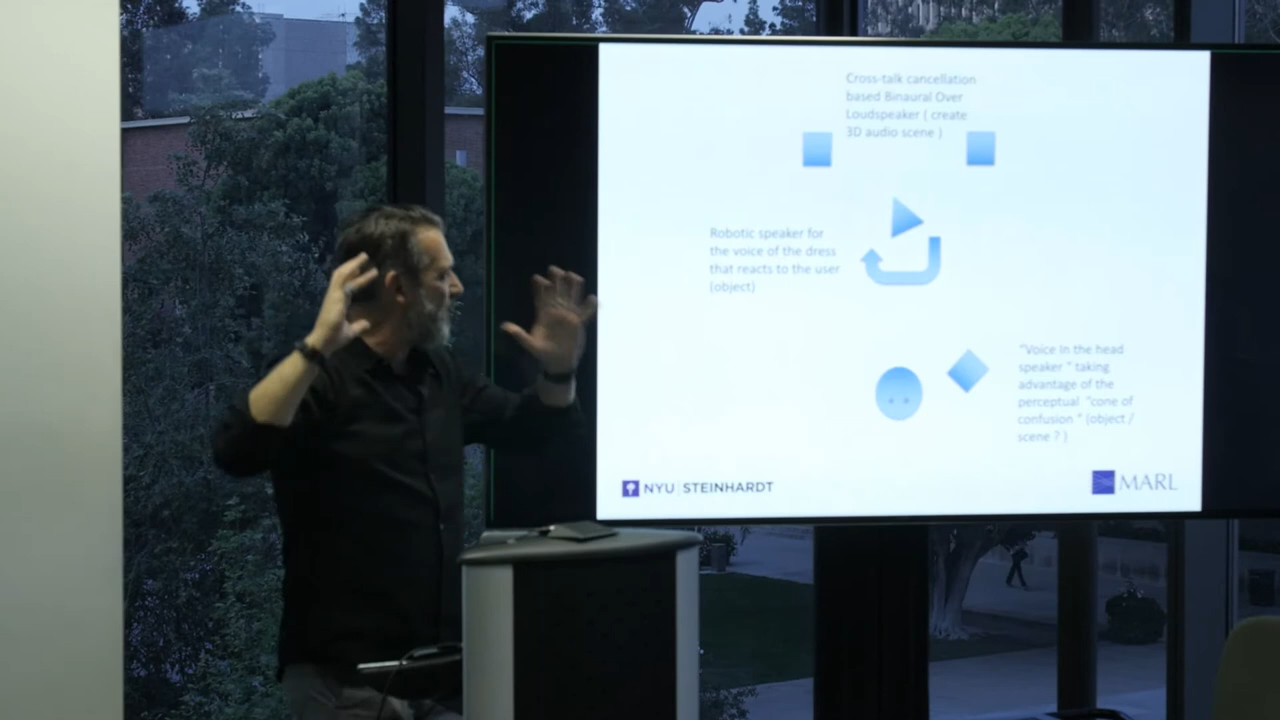 Cross-talk cancellation
based Binaural Over
Loudspeaker ( create
3D audio scene )
Robotic speaker for
the voice of the dress
that reacts to the user
(object)
"Voice In the head
speaker " taking
advantage of the
perceptual "cone of
confusion " (object /
scene ? )
NYU STEINHARDT
MARL